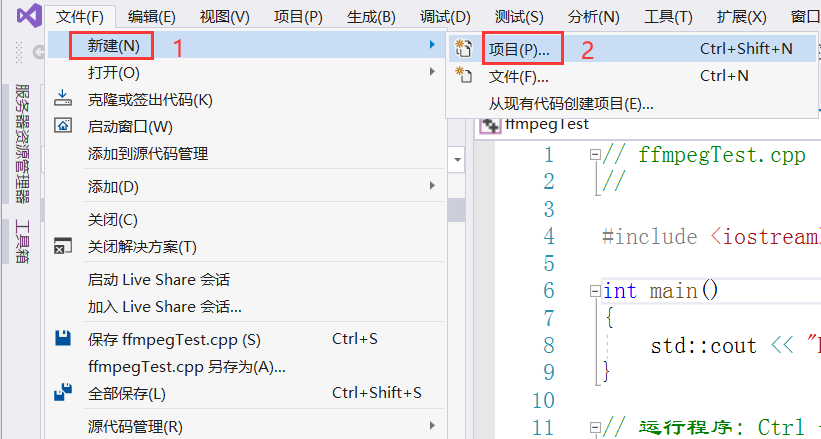 文件(F) 编辑(E) 视图(V) 项目(P) 生成(B) 调试(D) 测试(S) 分析(N) 工具(T) 扩展(X) 窗口
新建(N) 1
打开(O)
克隆或签出代码(K)
启动窗口(W)
添加到源代码管理
添加(D)
关闭(C)
关闭解决方案(T)
启动 Live Share 会话
加入 Live Share 会话...
保存 ffmpegTest.cpp (S) Ctrl+S
ffmpegTest.cpp 另存为(A)...
全部保存(L) Ctrl+Shift+S
源代码管理(R)
项目(P)... 2 Ctrl+Shift+N
文件(F)... Ctrl+N
从现有代码创建项目(E)...
服务器资源管理器
工具箱
ffmpegTest
1 // ffmpegTest.cpp
2 //
3
4 #include <iostream
5
6 int main()
7 {
8 std::cout << "
9 }
10
11 // 运行程序: Ctrl